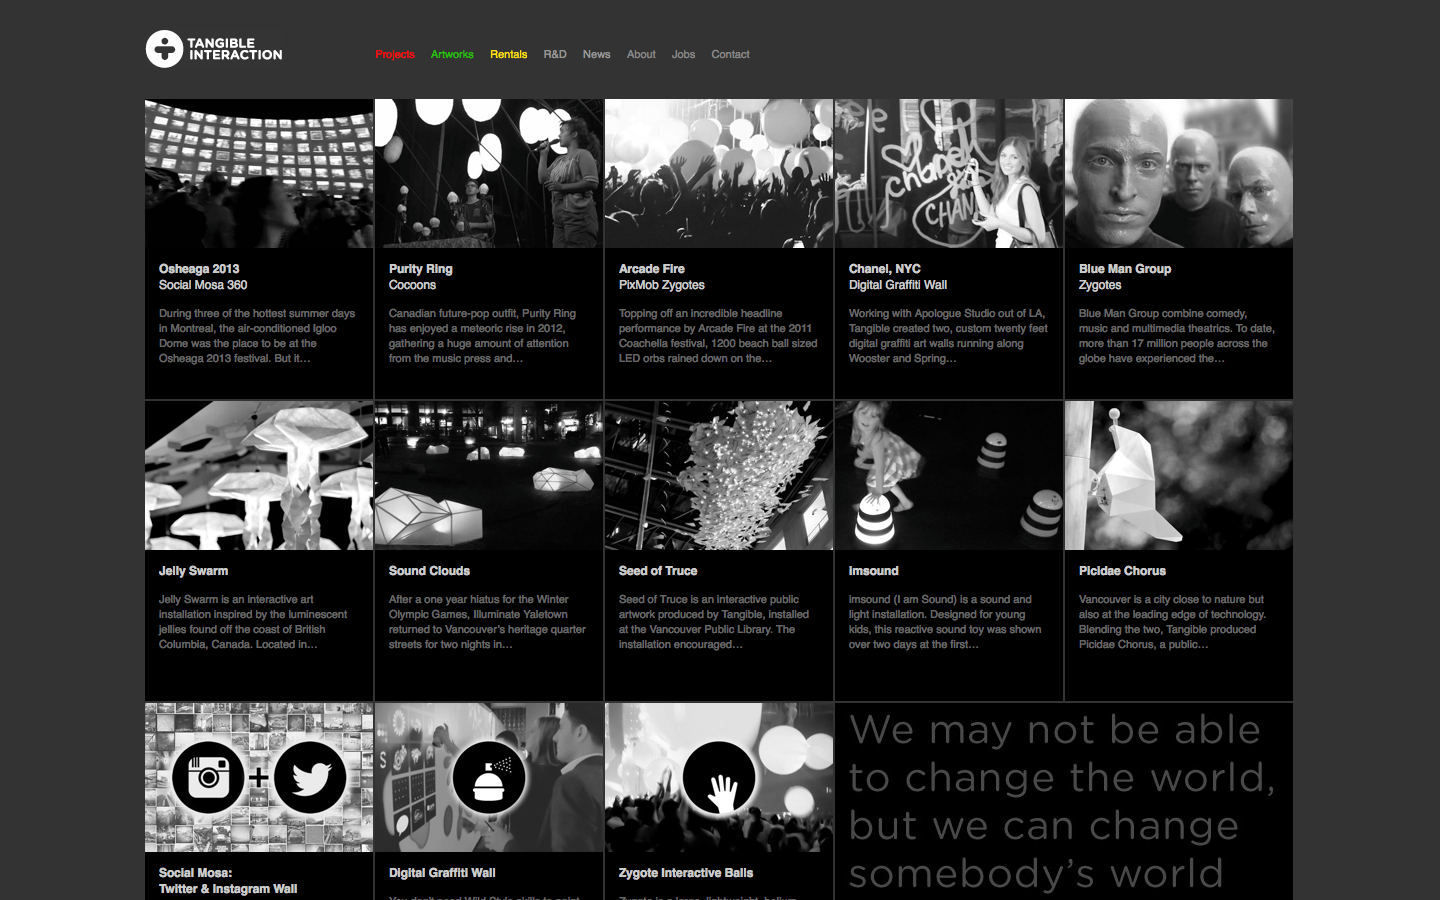 TANGIBLE
INTERACTION
Projects Artworks Rentals R&D News About Jobs Contact
Osheaga 2013
Social Mosa 360
During three of the hottest summer days
in Montreal, the air-conditioned Igloo
Dome was the place to be at the
Osheaga 2013 festival. But it…
Purity Ring
Cocoons
Canadian future-pop outfit, Purity Ring
has enjoyed a meteoric rise in 2012,
gathering a huge amount of attention
from the music press and…
Arcade Fire
PixMob Zygotes
Topping off an incredible headline
performance by Arcade Fire at the 2011
Coachella festival, 1200 beach ball sized
LED orbs rained down on the…
Chanel, NYC
Digital Graffiti Wall
Working with Apologue Studio out of LA,
Tangible created two, custom twenty feet
digital graffiti art walls running along
Wooster and Spring…
Blue Man Group
Zygotes
Blue Man Group combine comedy,
music and multimedia theatrics. To date,
more than 17 million people across the
globe have experienced the…
Jelly Swarm
Jelly Swarm is an interactive art
installation inspired by the luminescent
jellies found off the coast of British
Columbia, Canada. Located in…
Sound Clouds
After a one year hiatus for the Winter
Olympic Games, Illuminate Yaletown
returned to Vancouver's heritage quarter
streets for two nights in…
Seed of Truce
Seed of Truce is an interactive public
artwork produced by Tangible, installed
at the Vancouver Public Library. The
installation encouraged…
Imsound
imsound (I am Sound) is a sound and
light installation. Designed for young
kids, this reactive sound toy was shown
over two days at the first…
Picidae Chorus
Vancouver is a city close to nature but
also at the leading edge of technology.
Blending the two, Tangible produced
Picidae Chorus, a public…
Social Mosa:
Twitter & Instagram Wall
Digital Graffiti Wall
Zygote Interactive Balls
We may not be able
to change the world,
but we can change
somebody's world